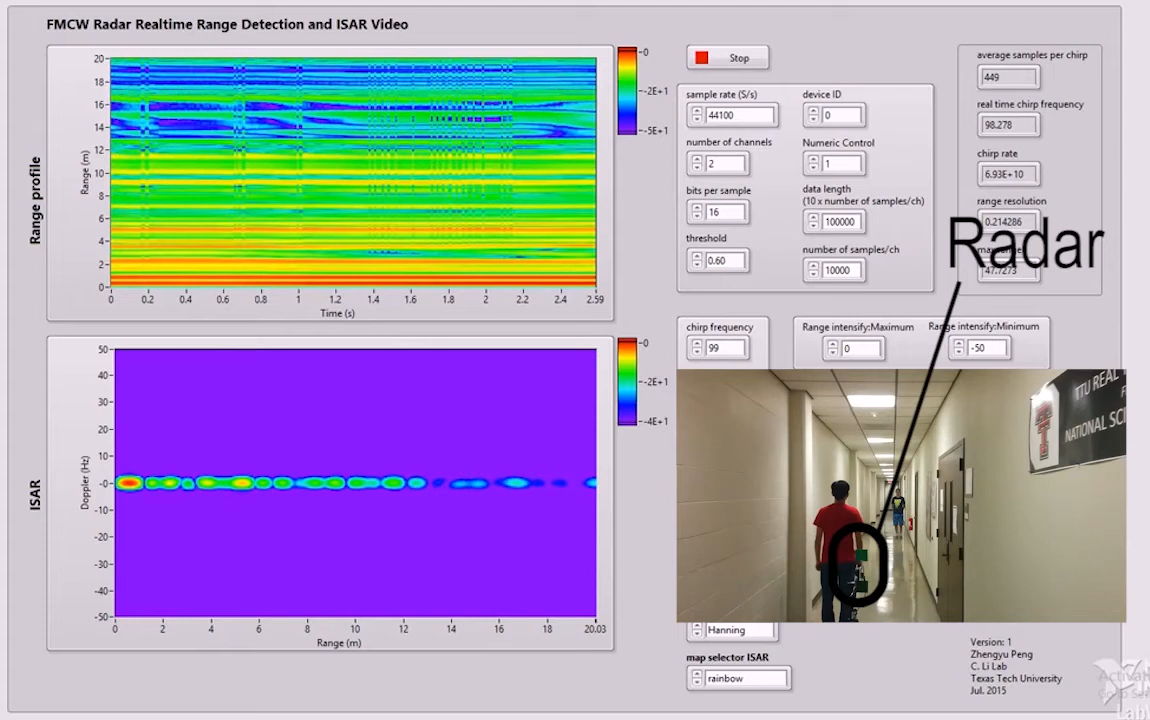 FMCW Radar Realtime Range Detection and ISAR Video
Range profile
Range (m)
20
18
16
14
12
10
8
6
4
2
0
0 0.2 0.4 0.6 0.8 1 1.2 1.4 1.6 1.8 2 2.2 2.4 2.59
Time (s)
-0
-2E+1
-5E+1
ISAR
Doppler (Hz)
50
40
30
20
10
-0
-10
-20
-30
-40
-50
0 2 4 6 8 10 12 14 16 18 20.03
Range (m)
-0
-2E+1
-4E+1
Stop
sample rate (S/s)
44100
device ID
0
number of channels
2
Numeric Control
1
bits per sample
16
data length
(10 x number of samples/ch)
100000
threshold
0.60
number of samples/ch
10000
average samples per chirp
449
real time chirp frequency
98.278
chirp rate
6.93E+10
range resolution
0.214286
47.7273
Radar
chirp frequency
99
Range intensify:Maximum
0
Range intensify:Minimum
-50
TTU REAL
NATIONAL SCI
Hanning
map selector ISAR
rainbow
Version: 1
Zhengyu Peng
C. Li Lab
Texas Tech University
Jul. 2015